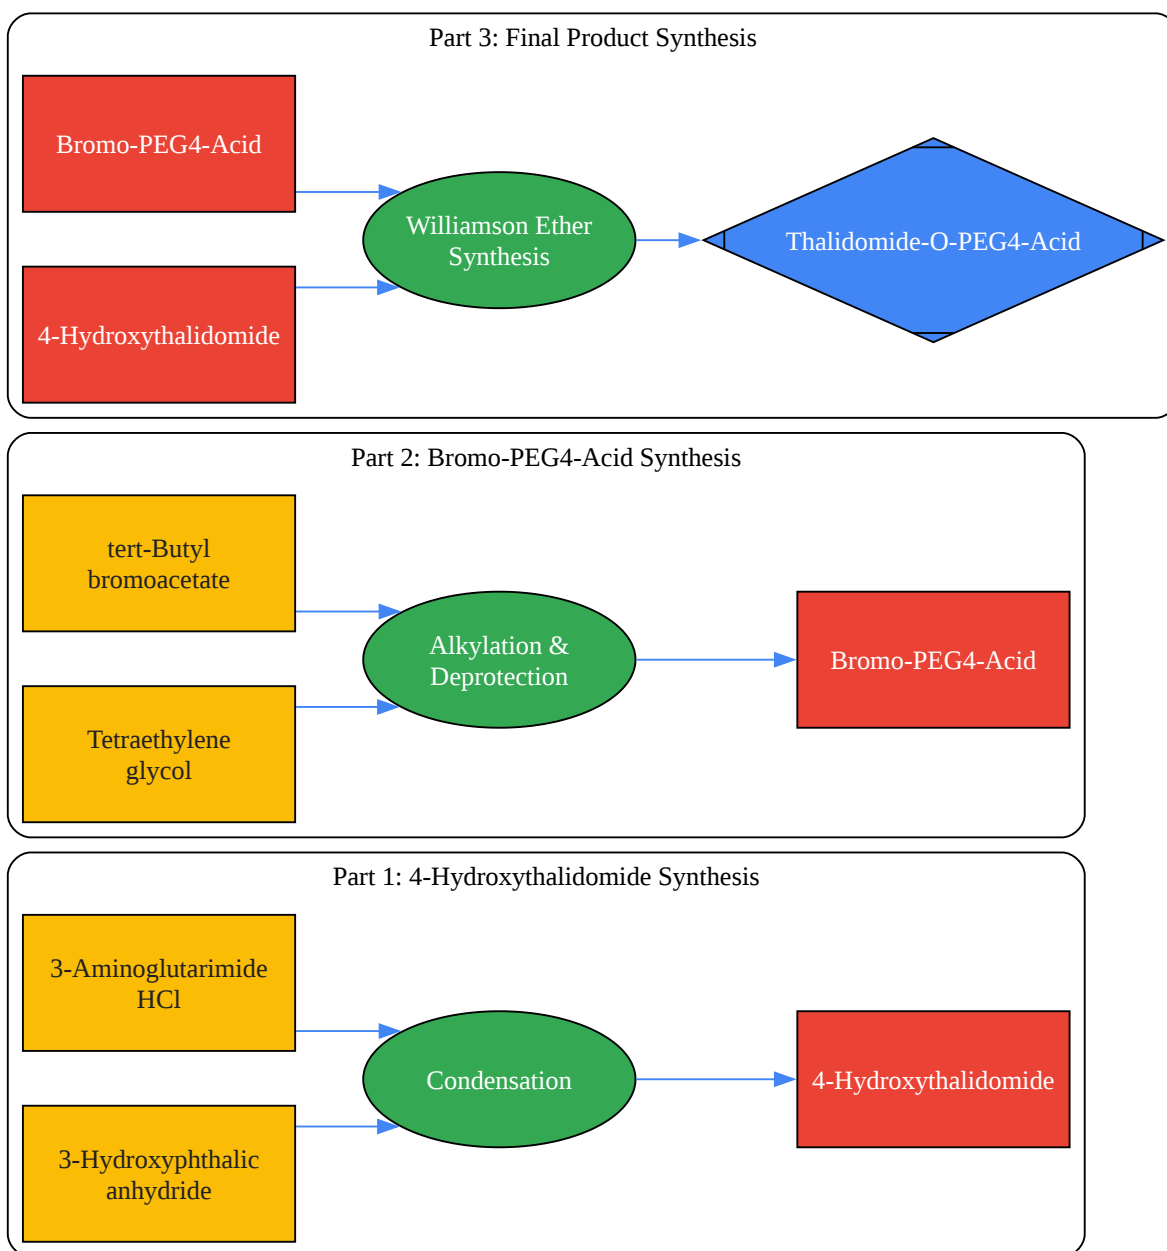 Part 3: Final Product Synthesis
Bromo-PEG4-Acid
4-Hydroxythalidomide
Williamson Ether
Synthesis
Thalidomide-O-PEG4-Acid
Part 2: Bromo-PEG4-Acid Synthesis
tert-Butyl
bromoacetate
Tetraethylene
glycol
Alkylation &
Deprotection
Bromo-PEG4-Acid
Part 1: 4-Hydroxythalidomide Synthesis
3-Aminoglutarimide
HCl
3-Hydroxyphthalic
anhydride
Condensation
4-Hydroxythalidomide